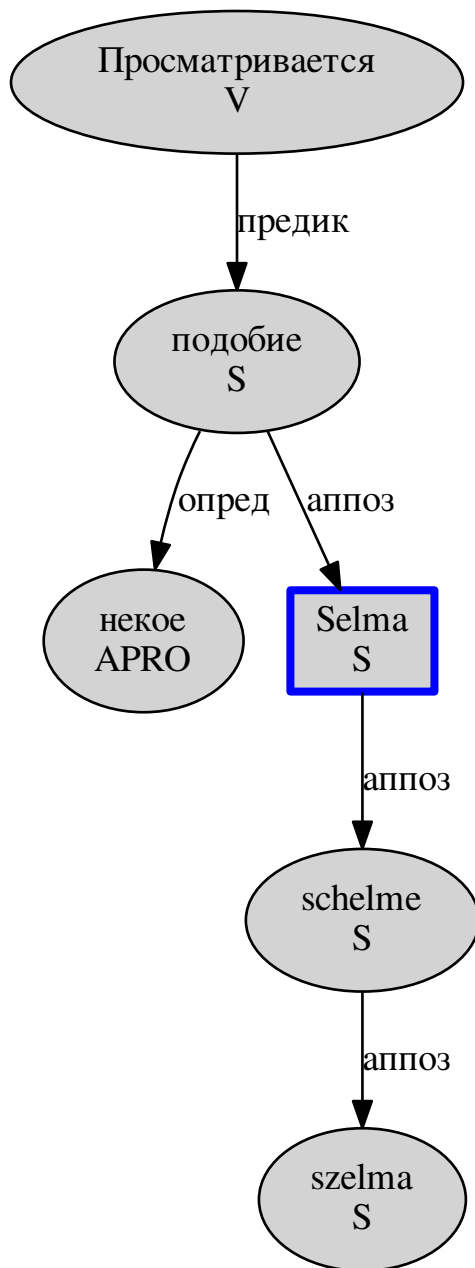 Просматривается
V
предик
подобие
S
опред аппоз
некое
APRO
Selma
S
аппоз
schelme
S
аппоз
szelma
S